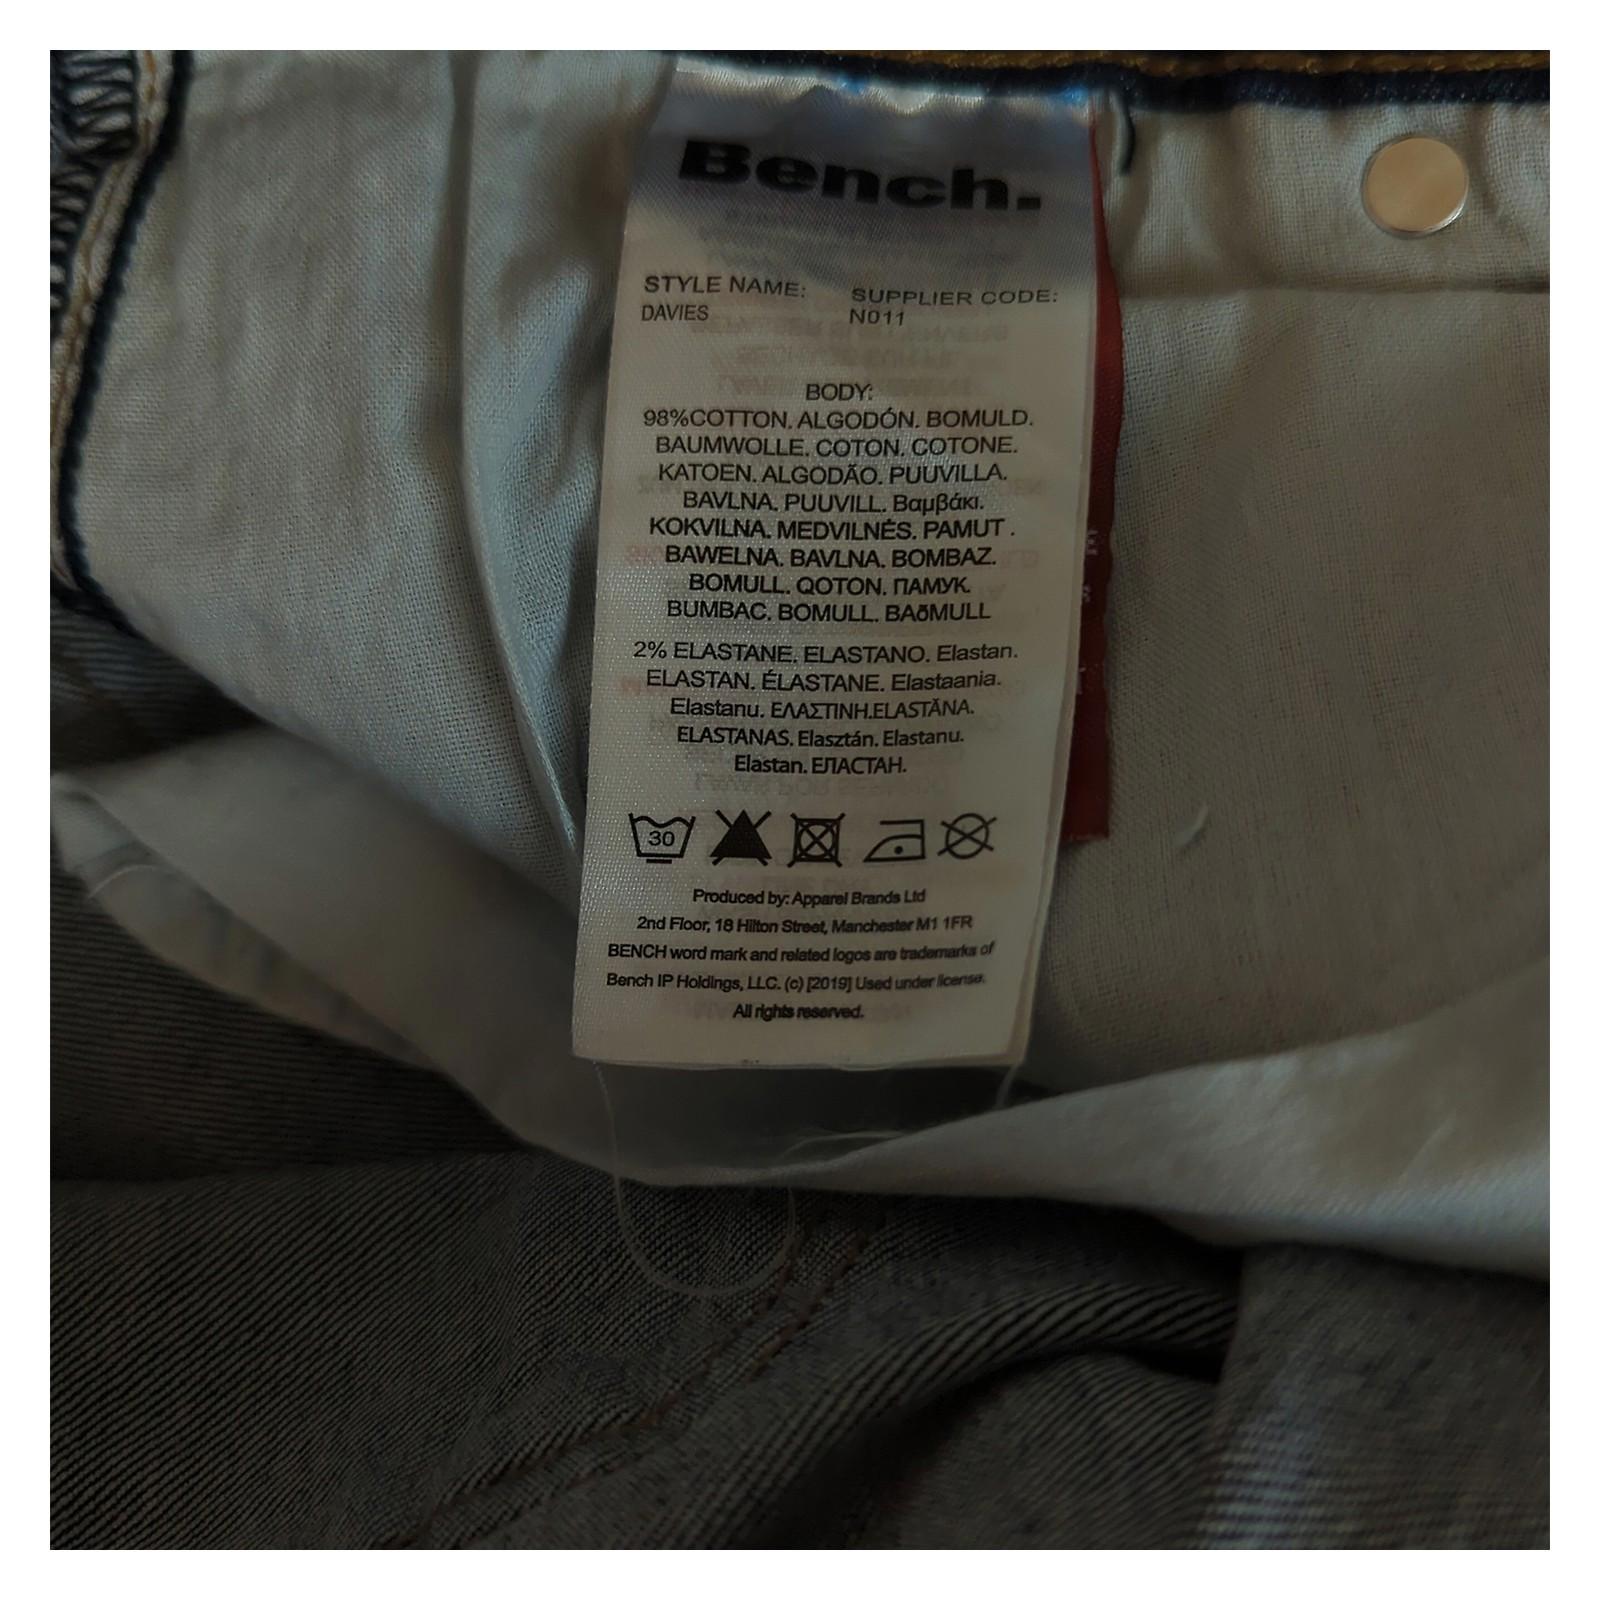 Bench.
STYLE NAME: SUPPLIER CODE:
DAVIES N011
BODY:
98%COTTON. ALGODÓN. BOMULD.
BAUMWOLLE. COTON. COTONE.
KATOEN. ALGODÃO. PUUVILLA.
BAVLNA. PUUVILL. Βαμβάκι.
KOKVILNA. MEDVILNĖS. PAMUT .
BAWELNA. BAVLNA. BOMBAZ.
BOMULL. QOTON. ПАМУК.
BUMBAC. BOMULL. BAðMULL
2% ELASTANE. ELASTANO. Elastan.
ELASTAN. ÉLASTANE. Elastaania.
Elastanu. ΕΛΑΣΤΙΝΗ.ELASTĀNA.
ELASTANAS. Elasztán. Elastanu.
Elastan. ЕЛАСТАН.
30
Produced by: Apparel Brands Ltd
2nd Floor, 18 Hilton Street, Manchester M1 1FR
BENCH word mark and related logos are trademarks of
Bench IP Holdings, LLC. (c) [2019] Used under license.
All rights reserved.